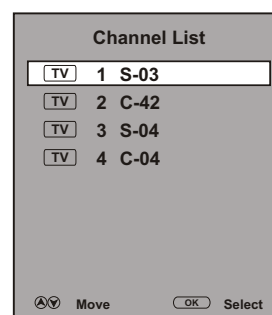 Channel List
TV 1 S-03
TV 2 C-42
TV 3 S-04
TV 4 C-04
Move OK Select